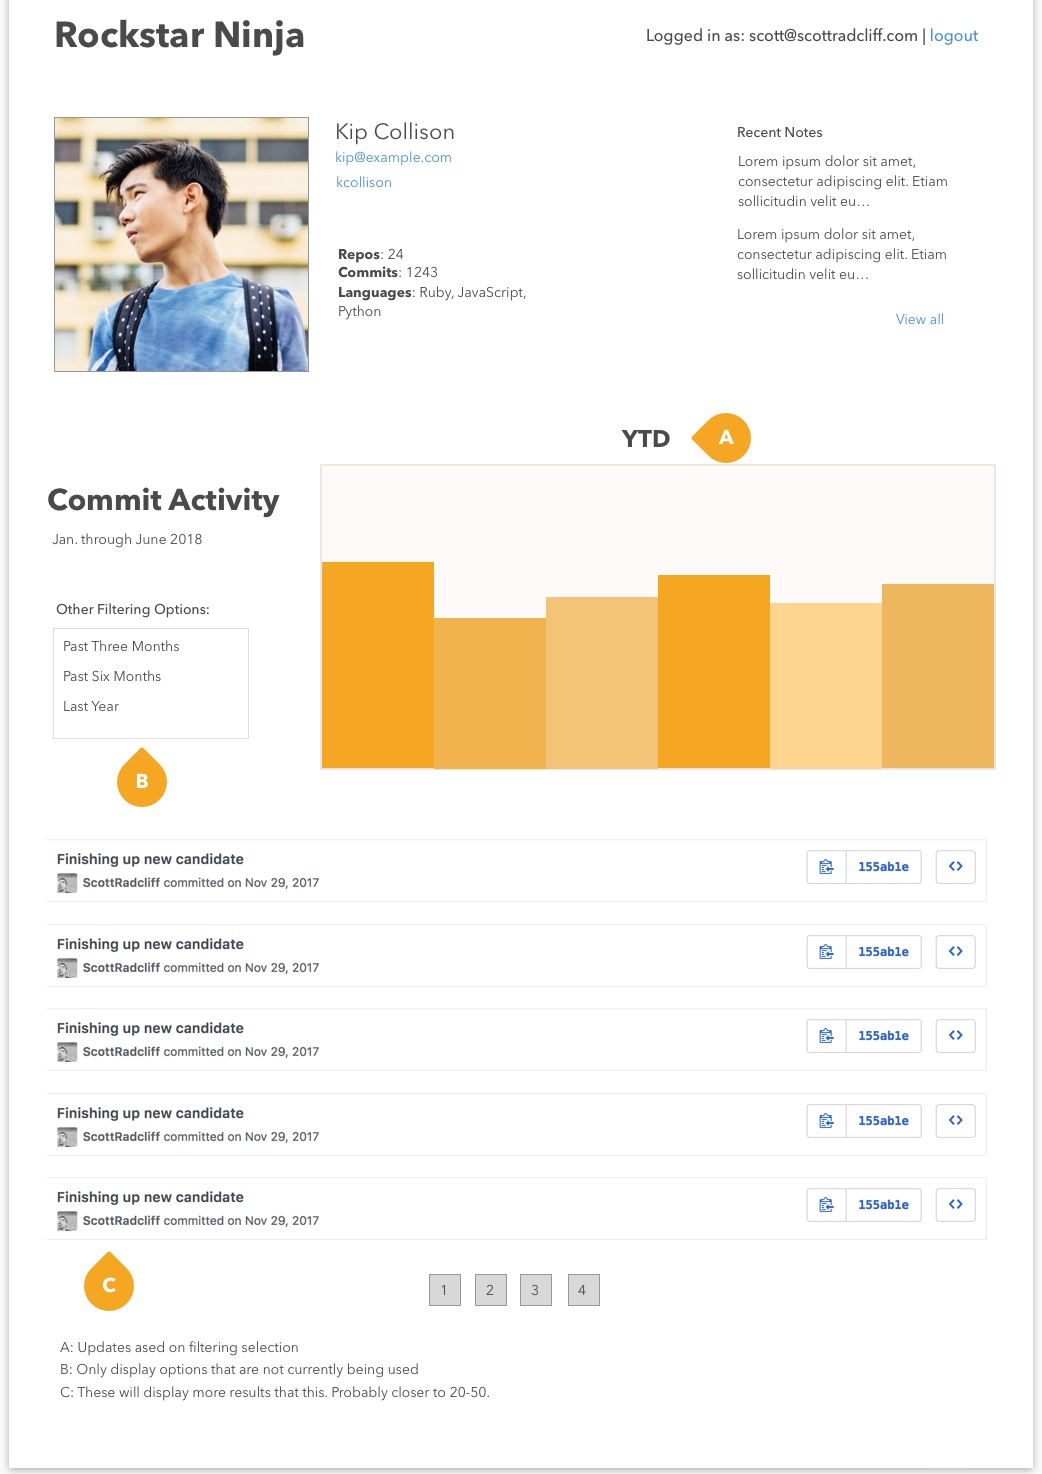 Rockstar Ninja
Logged in as: scott@scottradcliff.com | logout
Kip Collison
kip@example.com
kcollison
Repos: 24
Commits: 1243
Languages: Ruby, JavaScript,
Python
Recent Notes
Lorem ipsum dolor sit amet,
consectetur adipiscing elit. Etiam
sollicitudin velit eu...
Lorem ipsum dolor sit amet,
consectetur adipiscing elit. Etiam
sollicitudin velit eu...
View all
YTD
A
Commit Activity
Jan. through June 2018
Other Filtering Options:
Past Three Months
Past Six Months
Last Year
B
Finishing up new candidate
ScottRadcliff committed on Nov 29, 2017
155ab1e
Finishing up new candidate
ScottRadcliff committed on Nov 29, 2017
155ab1e
Finishing up new candidate
ScottRadcliff committed on Nov 29, 2017
155ab1e
Finishing up new candidate
ScottRadcliff committed on Nov 29, 2017
155ab1e
Finishing up new candidate
ScottRadcliff committed on Nov 29, 2017
155ab1e
C
1 2 3 4
A: Updates ased on filtering selection
B: Only display options that are not currently being used
C: These will display more results that this. Probably closer to 20-50.